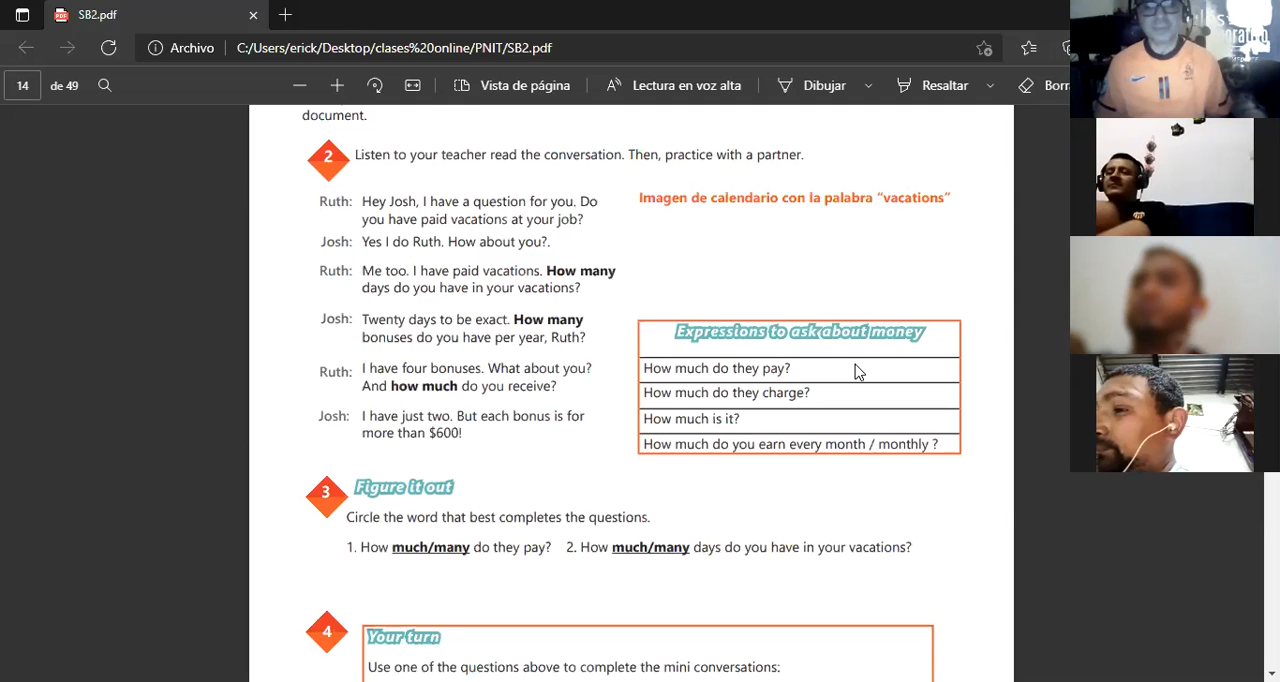 SB2.pdf
Archivo C:/Users/erick/Desktop/clases%20online/PNIT/SB2.pdf
14 de 49 Vista de página Lectura en voz alta Dibujar Resaltar
document.
2 Listen to your teacher read the conversation. Then, practice with a partner.
Ruth: Hey Josh, I have a question for you. Do
you have paid vacations at your job?
Josh: Yes I do Ruth. How about you?.
Ruth: Me too. I have paid vacations. How many
days do you have in your vacations?
Josh: Twenty days to be exact. How many
bonuses do you have per year, Ruth?
Ruth: I have four bonuses. What about you?
And how much do you receive?
Josh: I have just two. But each bonus is for
more than $600!
Imagen de calendario con la palabra “vacations”
Expressions to ask about money
How much do they pay?
How much do they charge?
How much is it?
How much do you earn every month / monthly ?
3 Figure it out
Circle the word that best completes the questions.
1. How much/many do they pay? 2. How much/many days do you have in your vacations?
4 Your turn
Use one of the questions above to complete the mini conversations: